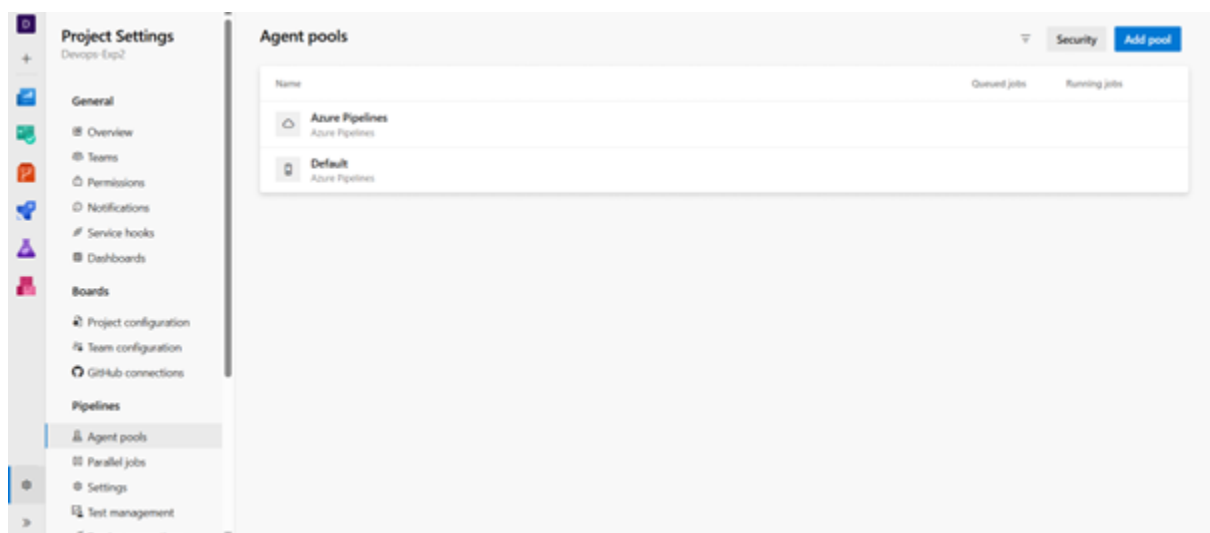 D
Project Settings
Devops-Exp2
General
Overview
Teams
Permissions
Notifications
Service hooks
Dashboards
Boards
Project configuration
Team configuration
GitHub connections
Pipelines
Agent pools
Parallel jobs
Settings
Test management
Agent pools
Security
Add pool
Name
Queued jobs
Running jobs
Azure Pipelines
Azure Pipelines
Default
Azure Pipelines